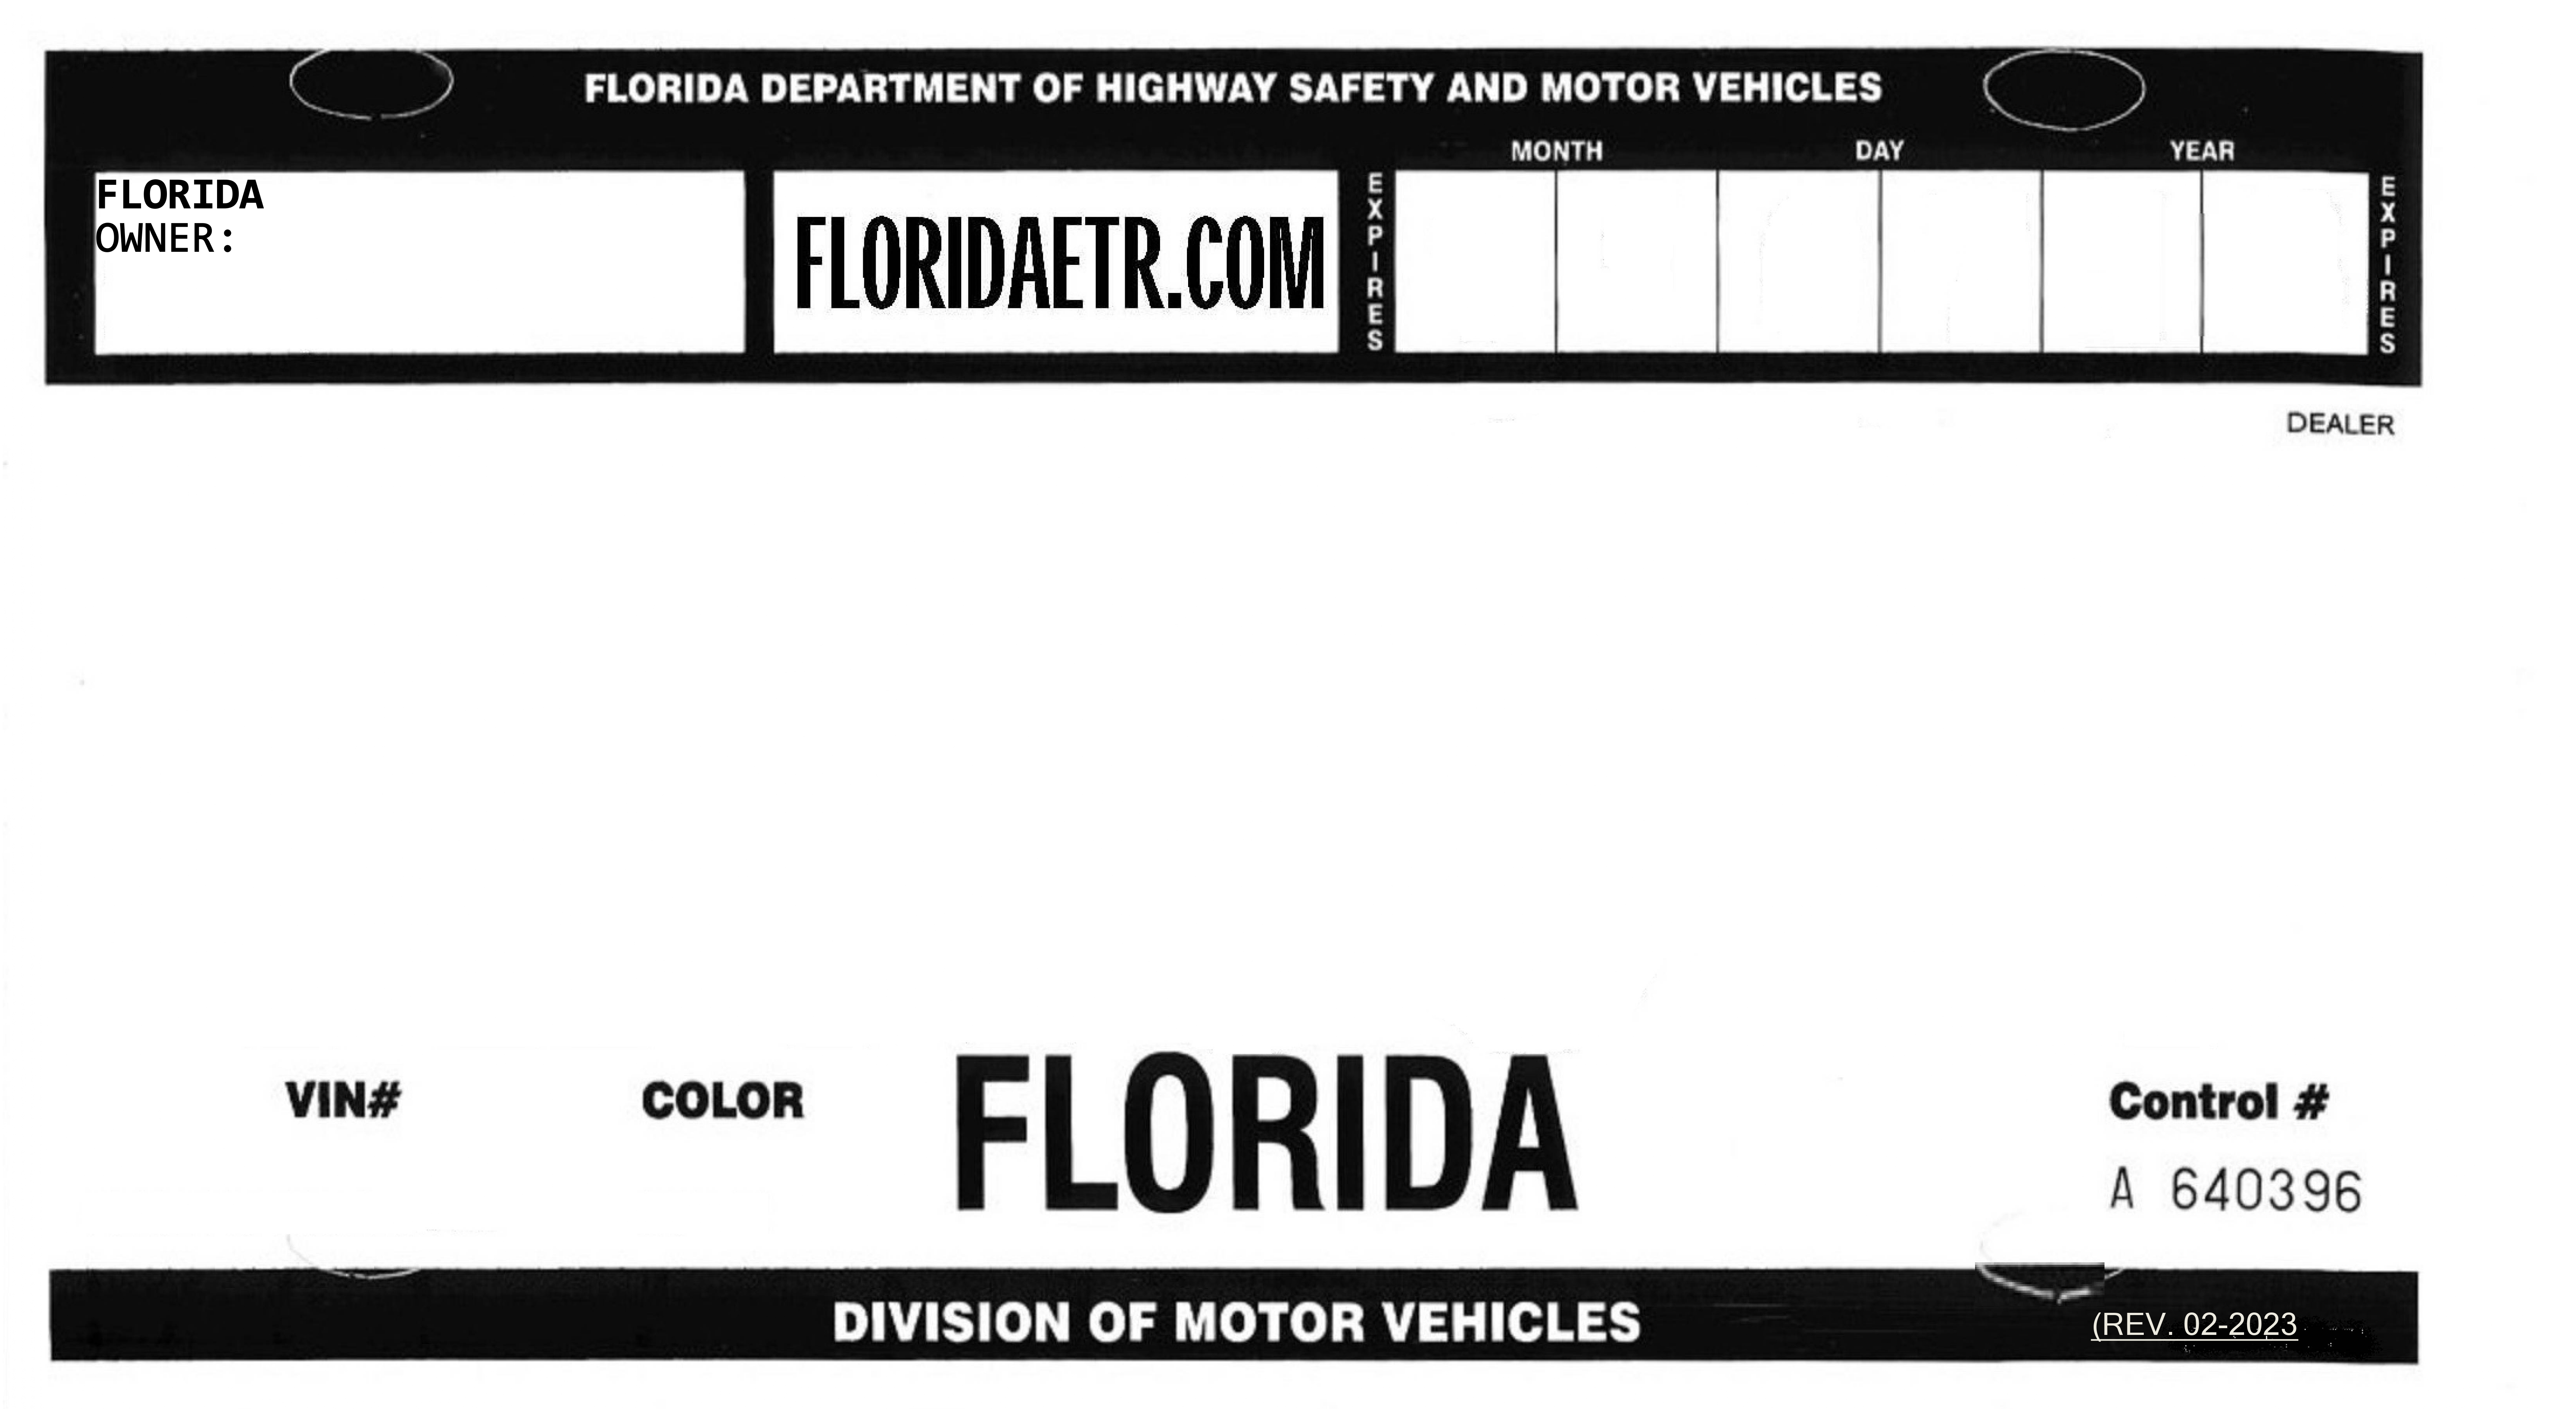 FLORIDA DEPARTMENT OF HIGHWAY SAFETY AND MOTOR VEHICLES
MONTH DAY YEAR
FLORIDA
OWNER:
FLORIDAETR.COM
EXPIRES
EXPIRES
DEALER
VIN# COLOR FLORIDA Control #
A 640396
DIVISION OF MOTOR VEHICLES
(REV. 02-2023